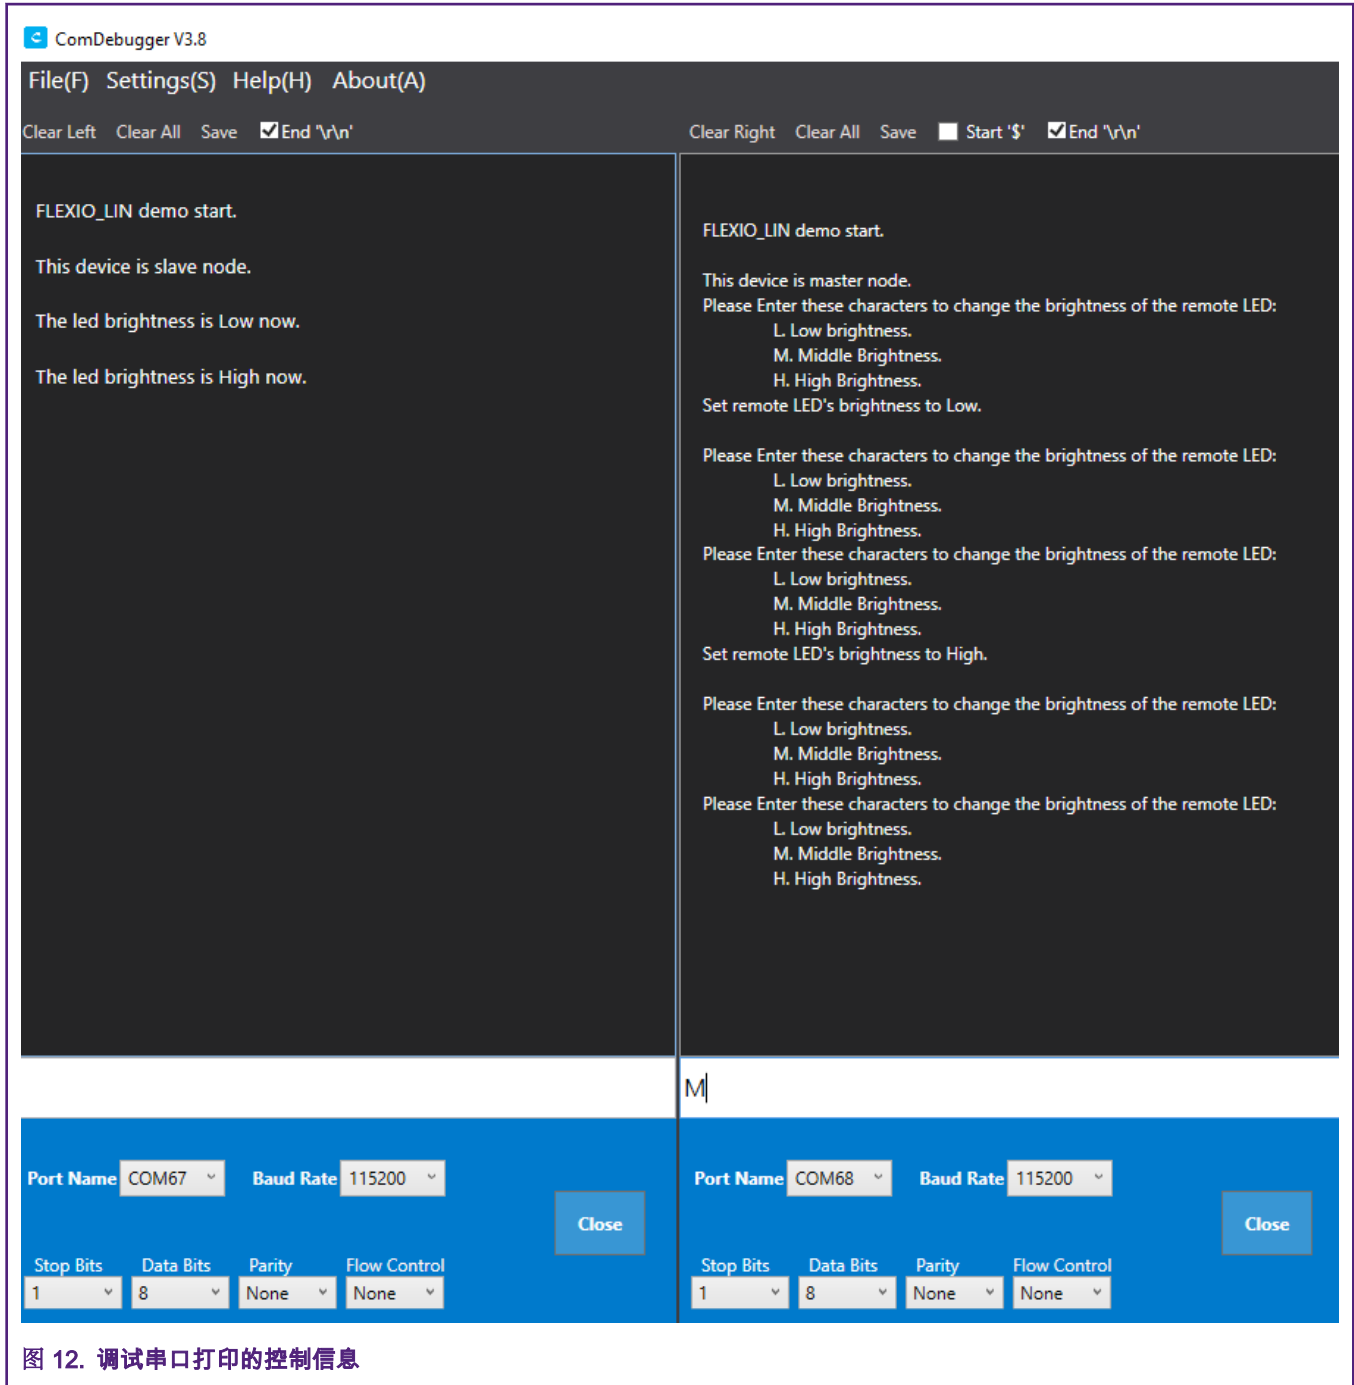 ComDebugger V3.8
File(F) Settings(S) Help(H) About(A)
Clear Left Clear All Save End '\r\n'
FLEXIO_LIN demo start.
This device is slave node.
The led brightness is Low now.
The led brightness is High now.
Clear Right Clear All Save Start '$' End '\r\n'
FLEXIO_LIN demo start.
This device is master node.
Please Enter these characters to change the brightness of the remote LED:
L. Low brightness.
M. Middle Brightness.
H. High Brightness.
Set remote LED's brightness to Low.
Please Enter these characters to change the brightness of the remote LED:
L. Low brightness.
M. Middle Brightness.
H. High Brightness.
Please Enter these characters to change the brightness of the remote LED:
L. Low brightness.
M. Middle Brightness.
H. High Brightness.
Set remote LED's brightness to High.
Please Enter these characters to change the brightness of the remote LED:
L. Low brightness.
M. Middle Brightness.
H. High Brightness.
Please Enter these characters to change the brightness of the remote LED:
L. Low brightness.
M. Middle Brightness.
H. High Brightness.
M
Port Name COM67 Baud Rate 115200
Close
Stop Bits Data Bits Parity Flow Control
1 8 None None
Port Name COM68 Baud Rate 115200
Close
Stop Bits Data Bits Parity Flow Control
1 8 None None
图 12. 调试串口打印的控制信息